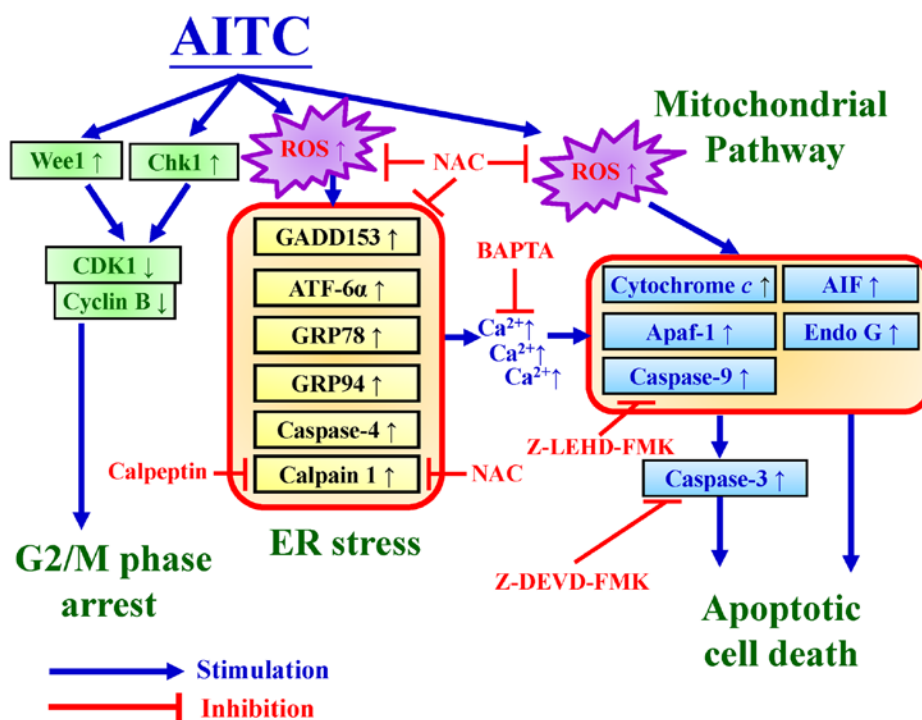 AITC
Mitochondrial
Pathway
Wee1 ↑
Chk1 ↑
ROS ↑
NAC
ROS ↑
CDK1 ↓
Cyclin B ↓
GADD153 ↑
ATF-6α ↑
GRP78 ↑
GRP94 ↑
Caspase-4 ↑
Calpain 1 ↑
Calpeptin
NAC
ER stress
BAPTA
Ca²⁺↑
Ca²⁺↑
Ca²⁺↑
Cytochrome c ↑
AIF ↑
Apaf-1 ↑
Endo G ↑
Caspase-9 ↑
Z-LEHD-FMK
Caspase-3 ↑
Z-DEVD-FMK
G2/M phase
arrest
Apoptotic
cell death
Stimulation
Inhibition